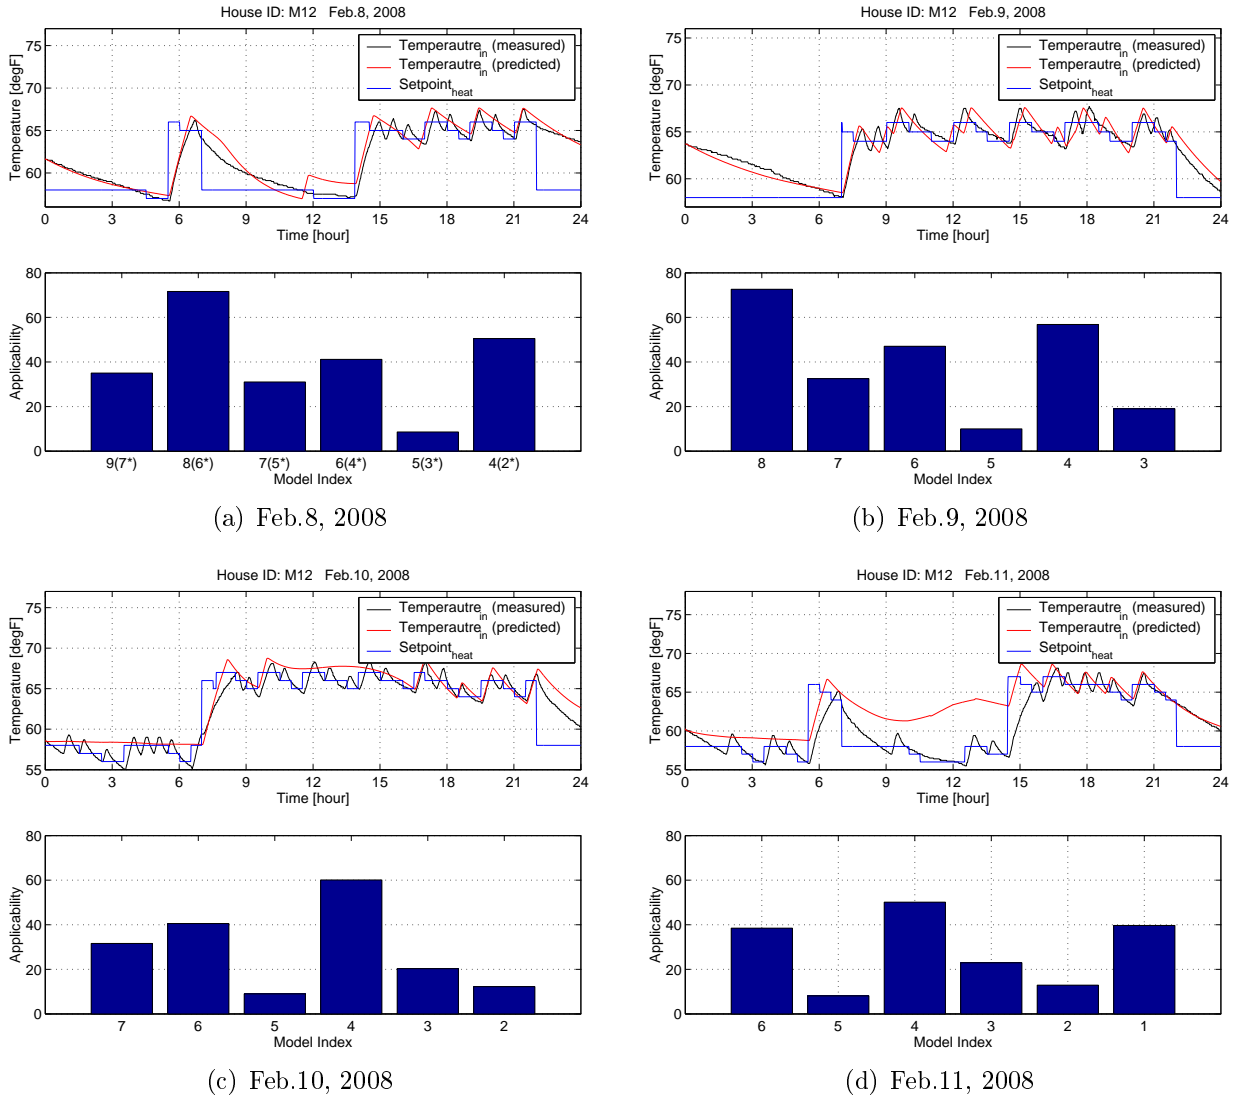 House ID: M12 Feb.8, 2008
Temperature [degF]
75
70
65
60
Temperautre_in (measured)
Temperautre_in (predicted)
Setpoint_heat
0 3 6 9 12 15 18 21 24
Time [hour]
Applicability
80
60
40
20
0
9(7*) 8(6*) 7(5*) 6(4*) 5(3*) 4(2*)
Model Index
(a) Feb.8, 2008
House ID: M12 Feb.9, 2008
Temperature [degF]
75
70
65
60
Temperautre_in (measured)
Temperautre_in (predicted)
Setpoint_heat
0 3 6 9 12 15 18 21 24
Time [hour]
Applicability
80
60
40
20
0
8 7 6 5 4 3
Model Index
(b) Feb.9, 2008
House ID: M12 Feb.10, 2008
Temperature [degF]
75
70
65
60
55
Temperautre_in (measured)
Temperautre_in (predicted)
Setpoint_heat
0 3 6 9 12 15 18 21 24
Time [hour]
Applicability
80
60
40
20
0
7 6 5 4 3 2
Model Index
(c) Feb.10, 2008
House ID: M12 Feb.11, 2008
Temperature [degF]
75
70
65
60
55
Temperautre_in (measured)
Temperautre_in (predicted)
Setpoint_heat
0 3 6 9 12 15 18 21 24
Time [hour]
Applicability
80
60
40
20
0
6 5 4 3 2 1
Model Index
(d) Feb.11, 2008